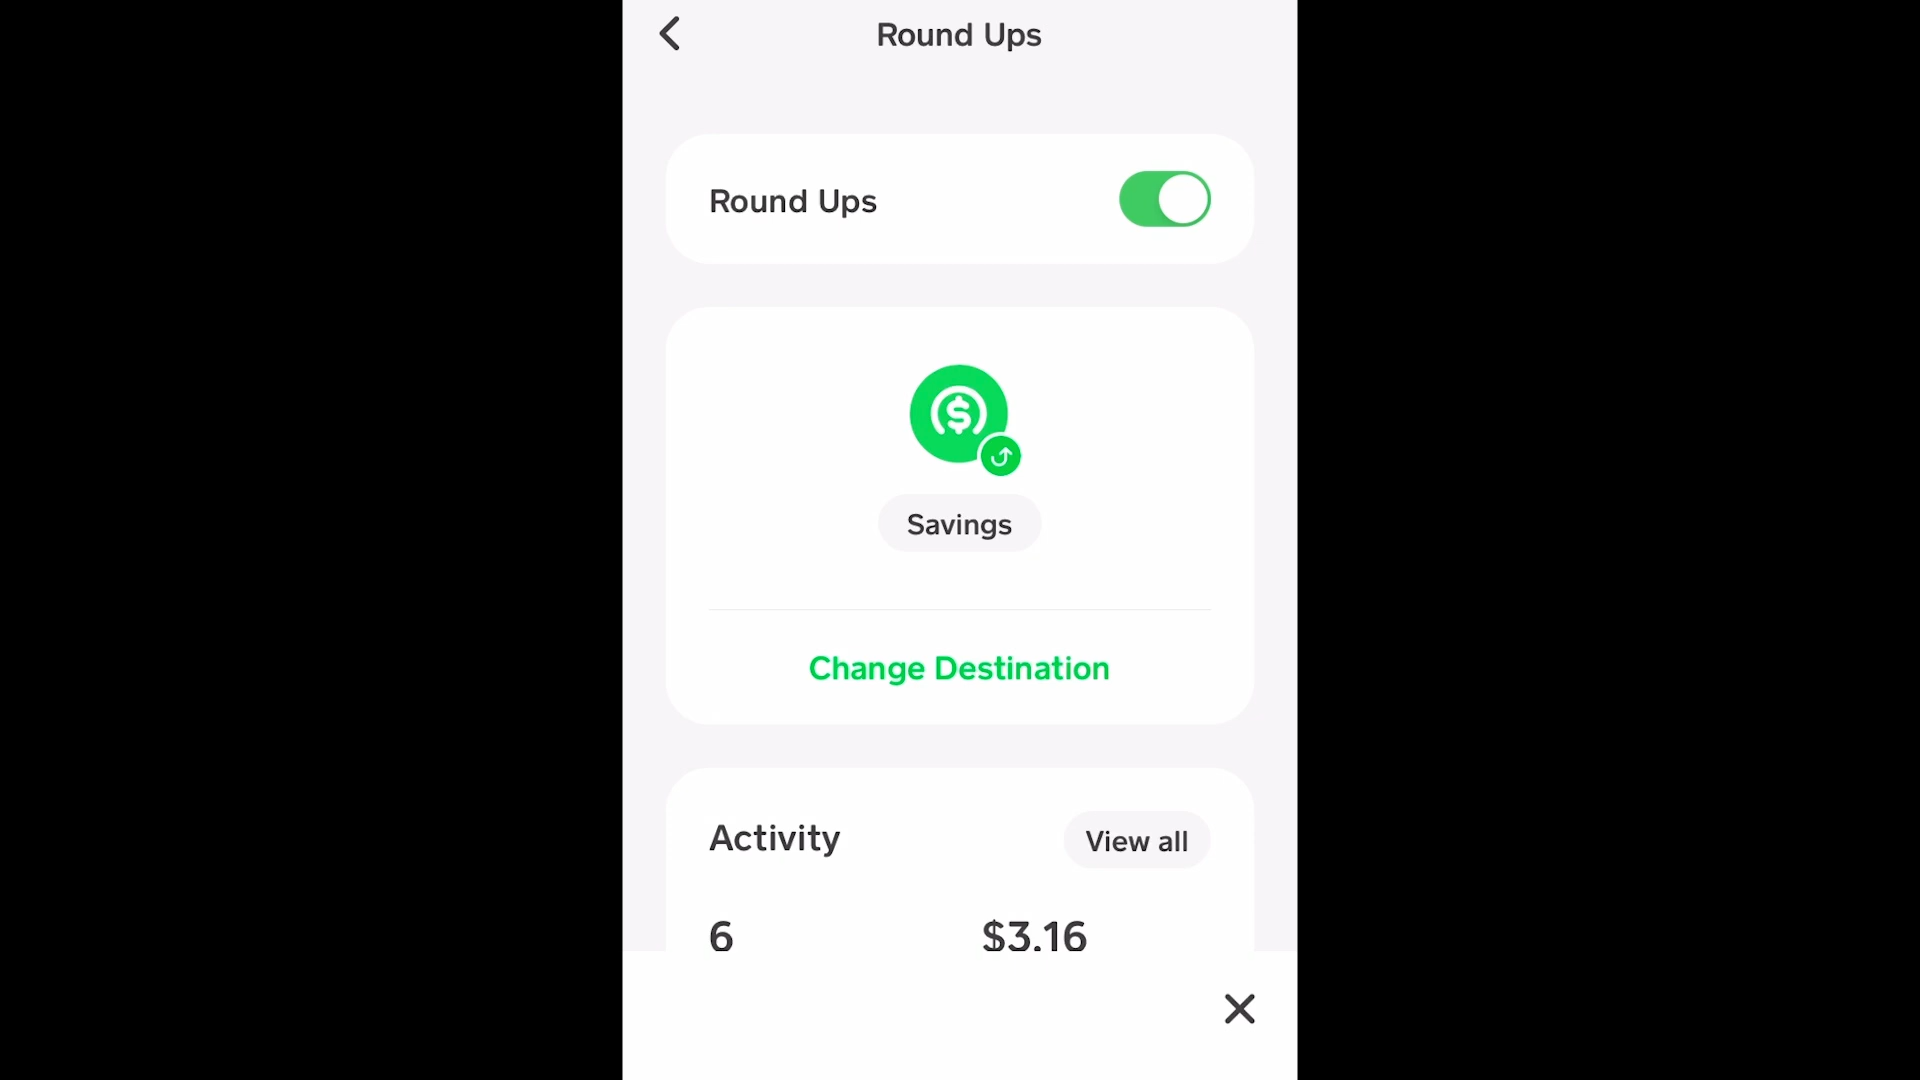 Round Ups
Round Ups
Savings
Change Destination
Activity
View all
6
$3.16